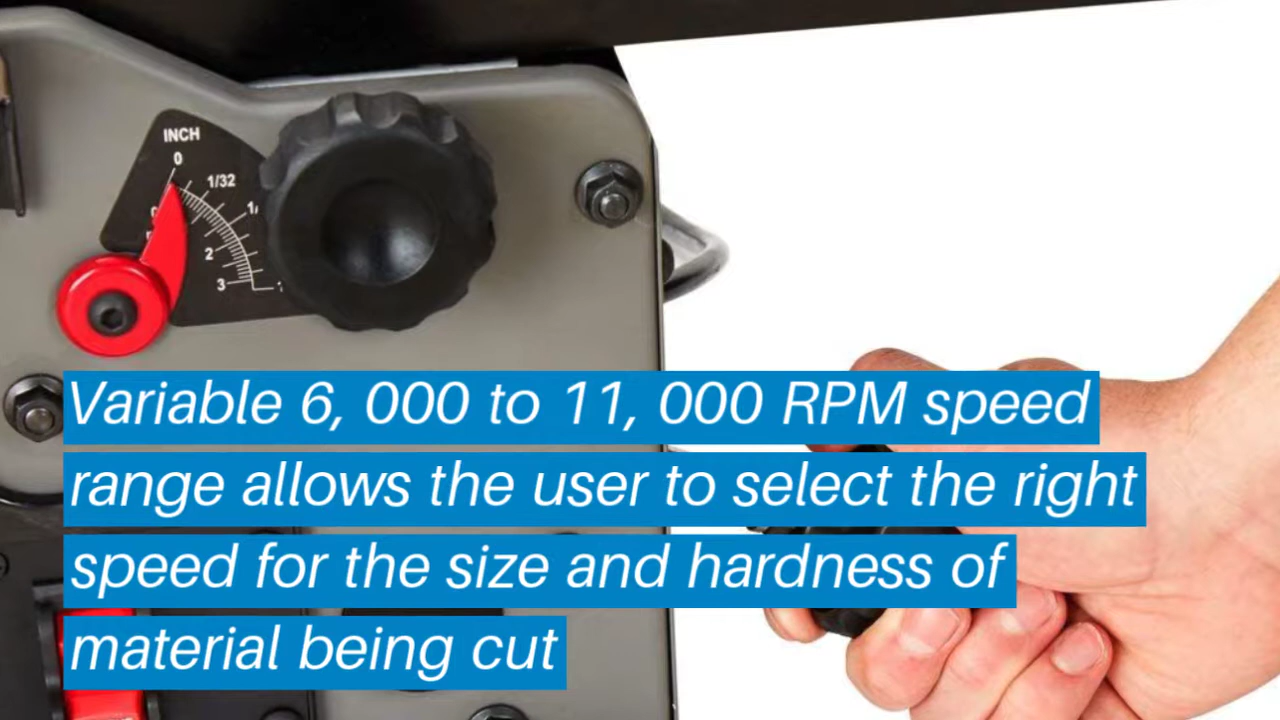 INCH
0
1/32
2
3
Variable 6, 000 to 11, 000 RPM speed
range allows the user to select the right
speed for the size and hardness of
material being cut